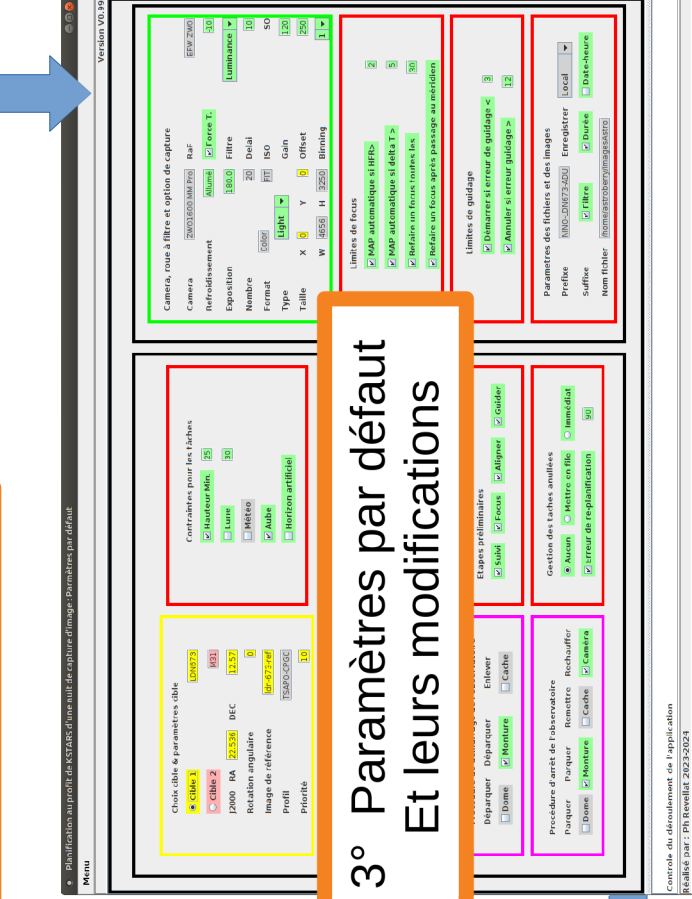 Planification au profit de KSTARS d'une nuit de capture d'image : Parmètres par défaut
Version V0.99
Menu
Choix cible & paramètres cible
Cible 1 LDN673
Cible 2 M31
J2000 RA 22.536 DEC 12.57
Rotation angulaire 0
Image de référence ldr-673-ref
Profil TSAPO-CPGC
Priorité 10
Contraintes pour les tâches
Hauteur Min. 25
Lune 30
Météo
Aube
Horizon artificiel
Camera, roue à filtre et option de capture
Camera ZWO1600 MM Pro RaF EFW ZWO
Refroidissement Allumé Force T. -10
Exposition 180.0 Filtre Luminance
Nombre 20 Delai 10
Format Color FIT ISO SO
Type Light Gain 120
Taille X 0 Y 0 Offset 250
W 4656 H 3250 Binning 1
Limites de focus
MAP automatique si HFR> 2
MAP automatique si delta T > 5
Refaire un focus toutes les 30
Refaire un focus après passage au méridien
Limites de guidage
Démarrer si erreur de guidage < 3
Annuler si erreur guidage > 12
Parametres des fichiers et des images
Prefixe Enregistrer Local
Suffixe Filtre Durée Date-heure
Nom fichier /home/astroberry/ImagesAstro
3° Paramètres par défaut
Et leurs modifications
Déparquer Déparquer Enlever
Dome Monture Cache
Etapes préliminaires
Suivi Focus Aligner Guider
Procédure d'arrêt de l'observatoire
Parquer Parquer Remettre Rechauffer
Dome Monture Cache Caméra
Gestion des taches anullées
Aucun Mettre en file Immédiat
Erreur de re-planification 90
Controle du déroulement de l'application
Réalisé par : Ph Revellat 2023-2024